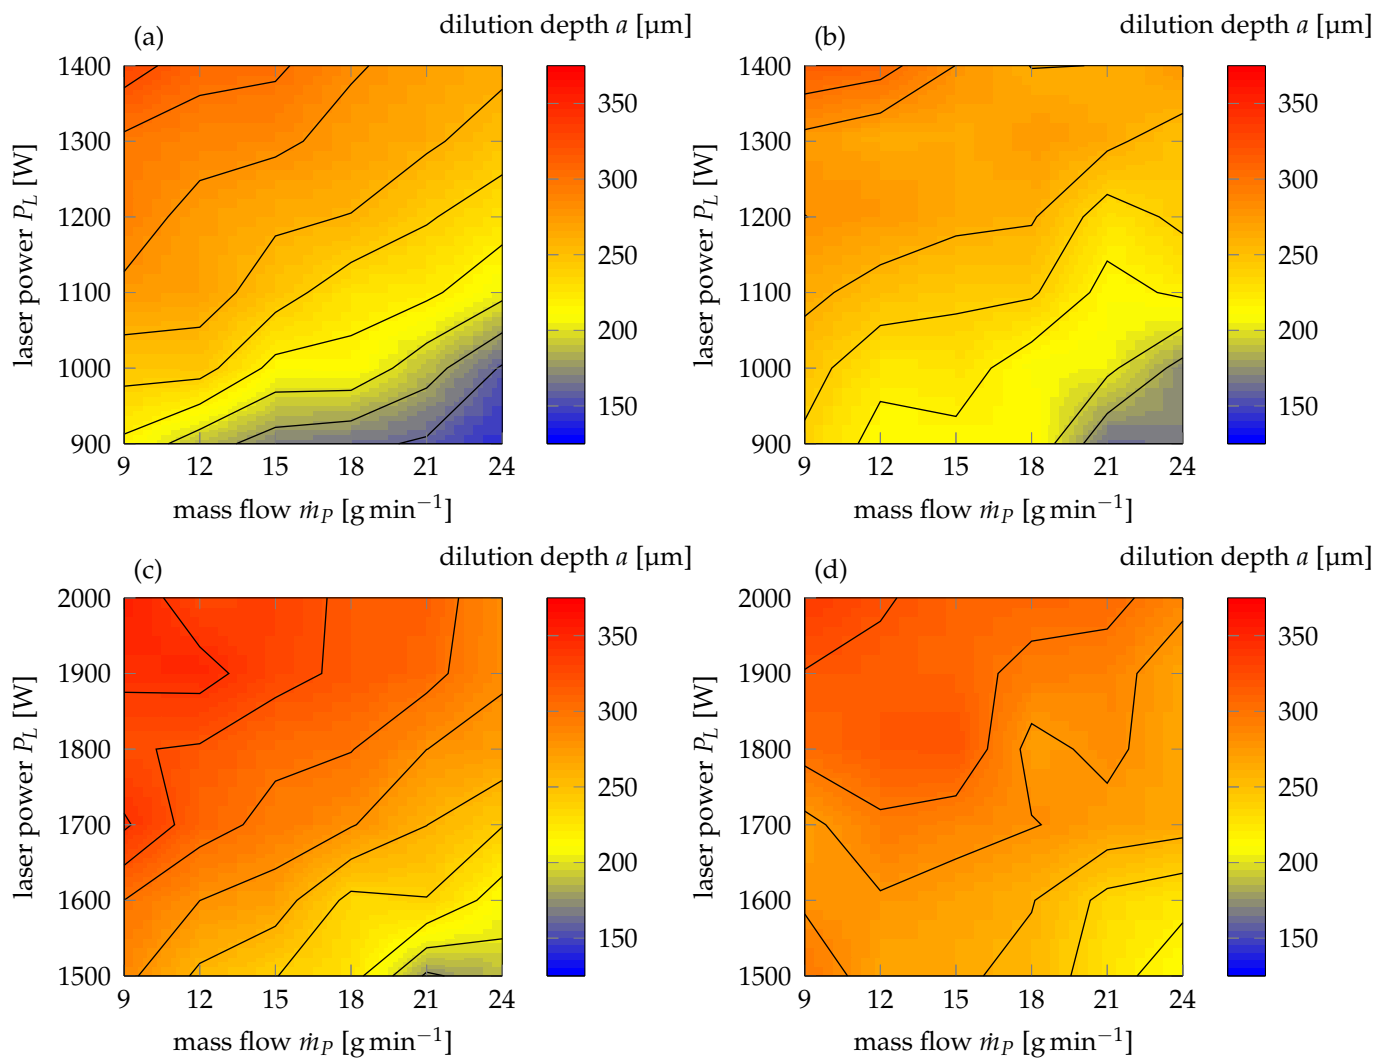 (a)
dilution depth a [µm]
1400
1300
1200
1100
1000
900
laser power P_L [W]
9 12 15 18 21 24
mass flow ṁ_P [g min⁻¹]
350
300
250
200
150
(b)
dilution depth a [µm]
1400
1300
1200
1100
1000
900
laser power P_L [W]
9 12 15 18 21 24
mass flow ṁ_P [g min⁻¹]
350
300
250
200
150
(c)
dilution depth a [µm]
2000
1900
1800
1700
1600
1500
laser power P_L [W]
9 12 15 18 21 24
mass flow ṁ_P [g min⁻¹]
350
300
250
200
150
(d)
dilution depth a [µm]
2000
1900
1800
1700
1600
1500
laser power P_L [W]
9 12 15 18 21 24
mass flow ṁ_P [g min⁻¹]
350
300
250
200
150